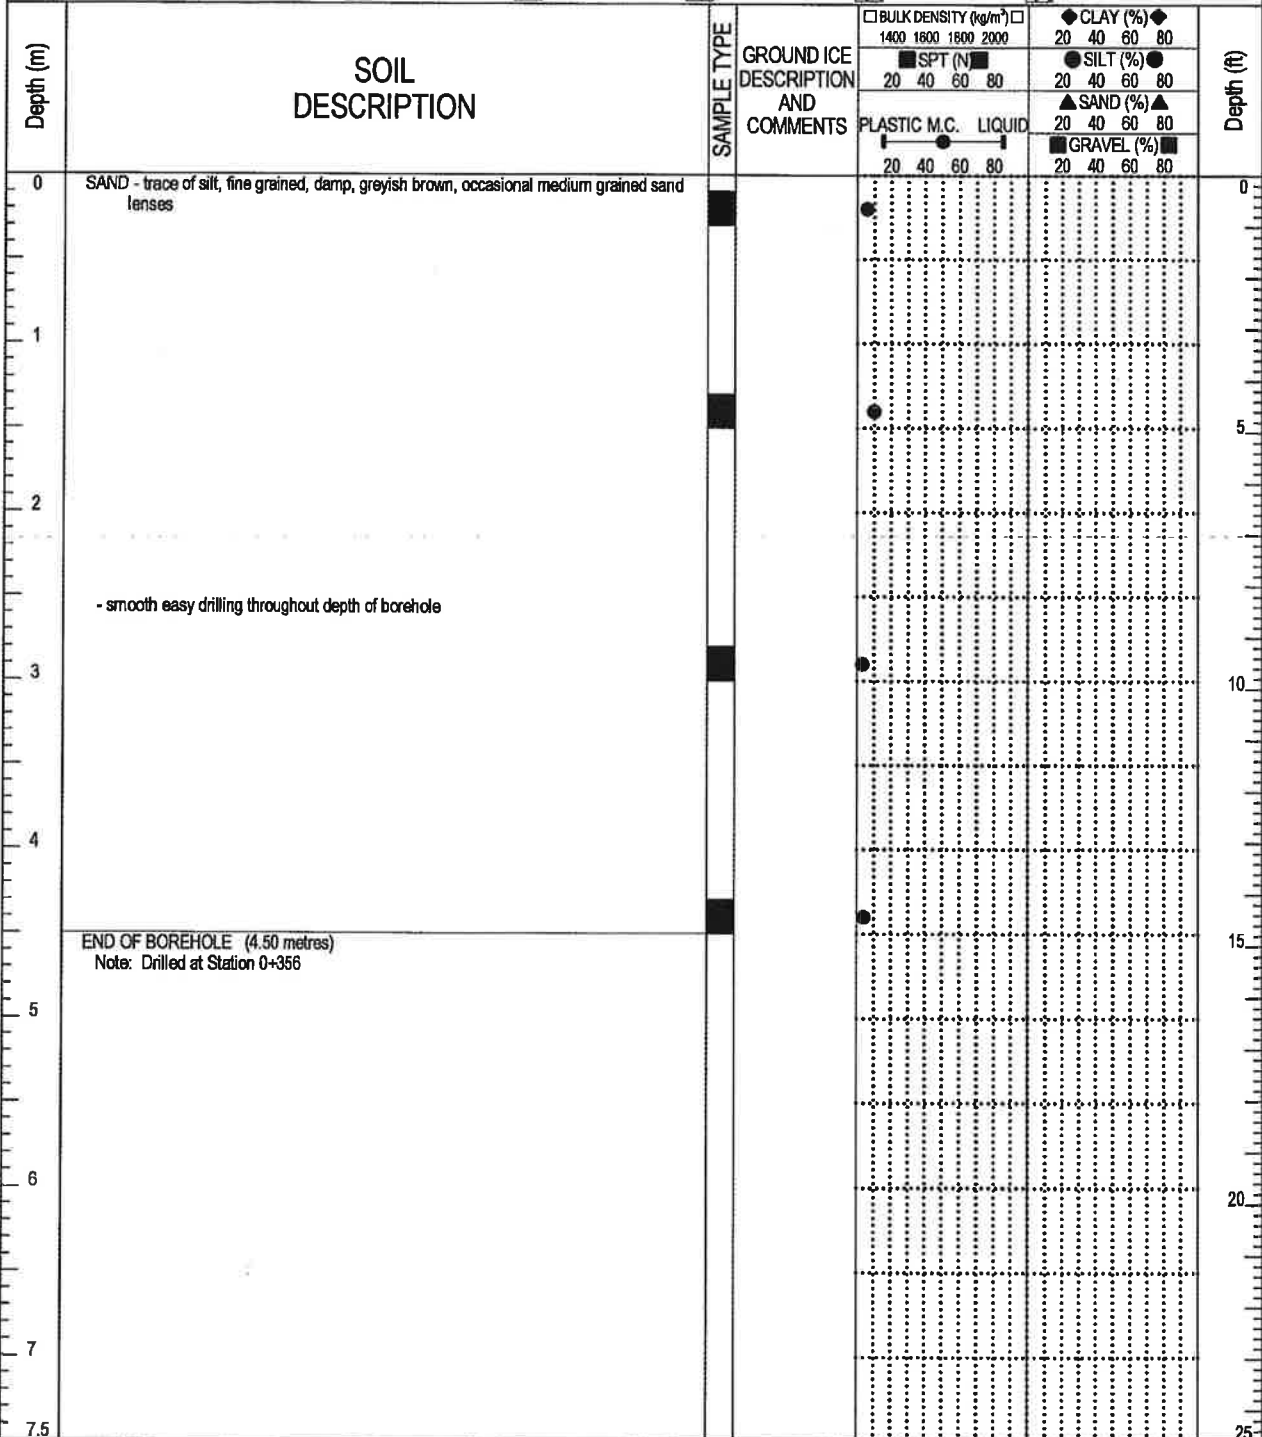 Depth (m)
SOIL
DESCRIPTION
SAMPLE TYPE
GROUND ICE
DESCRIPTION
AND
COMMENTS
□ BULK DENSITY (kg/m³) □
1400 1600 1800 2000
■ SPT (N) ■
20 40 60 80
PLASTIC M.C. LIQUID
20 40 60 80
◆ CLAY (%) ◆
20 40 60 80
● SILT (%) ●
20 40 60 80
▲ SAND (%) ▲
20 40 60 80
■ GRAVEL (%) ■
20 40 60 80
Depth (ft)
0
SAND - trace of silt, fine grained, damp, greyish brown, occasional medium grained sand
lenses
0
1
5
2
- smooth easy drilling throughout depth of borehole
3
10
4
END OF BOREHOLE (4.50 metres)
15
Note: Drilled at Station 0+356
5
6
20
7
7.5
25